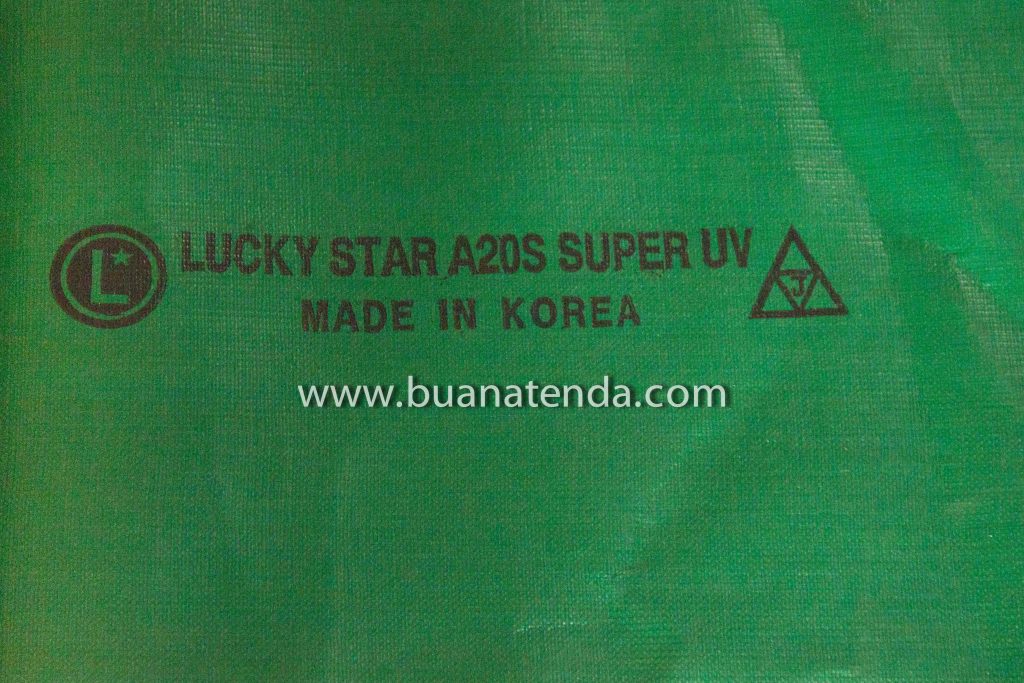 L LUCKY STAR A20S SUPER UV J
MADE IN KOREA
www.buanatenda.com